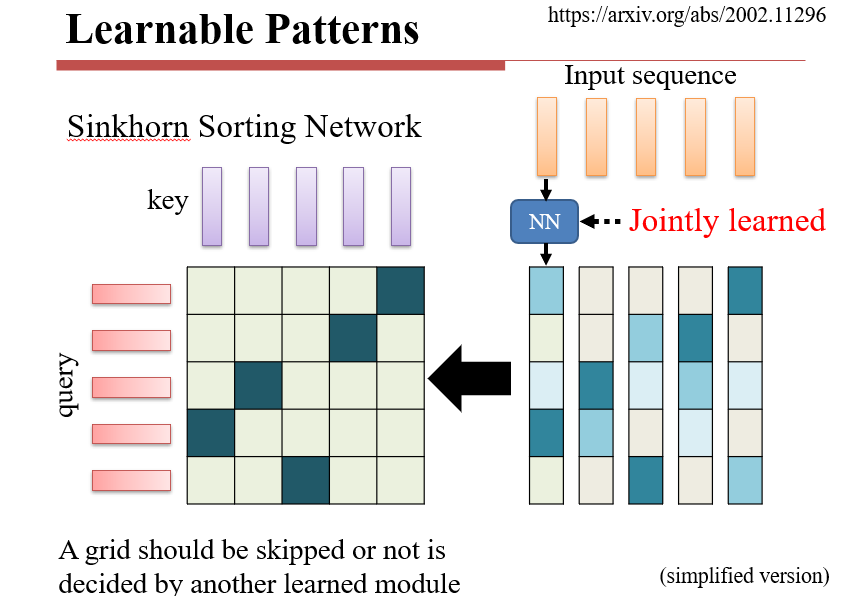 Learnable Patterns
https://arxiv.org/abs/2002.11296
Input sequence
Sinkhorn Sorting Network
key
NN
Jointly learned
query
A grid should be skipped or not is
decided by another learned module
(simplified version)